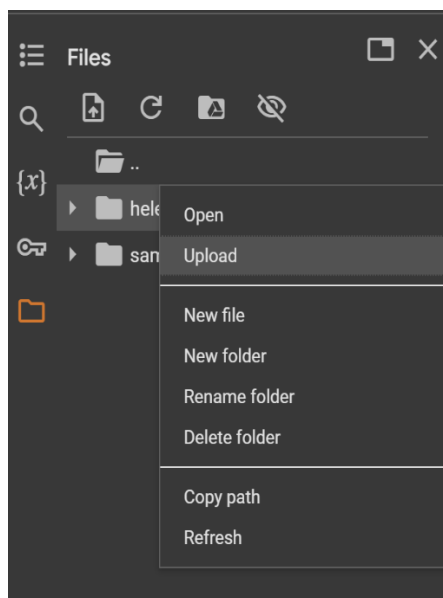 Files
{x}
..
hele
sam
Open
Upload
New file
New folder
Rename folder
Delete folder
Copy path
Refresh